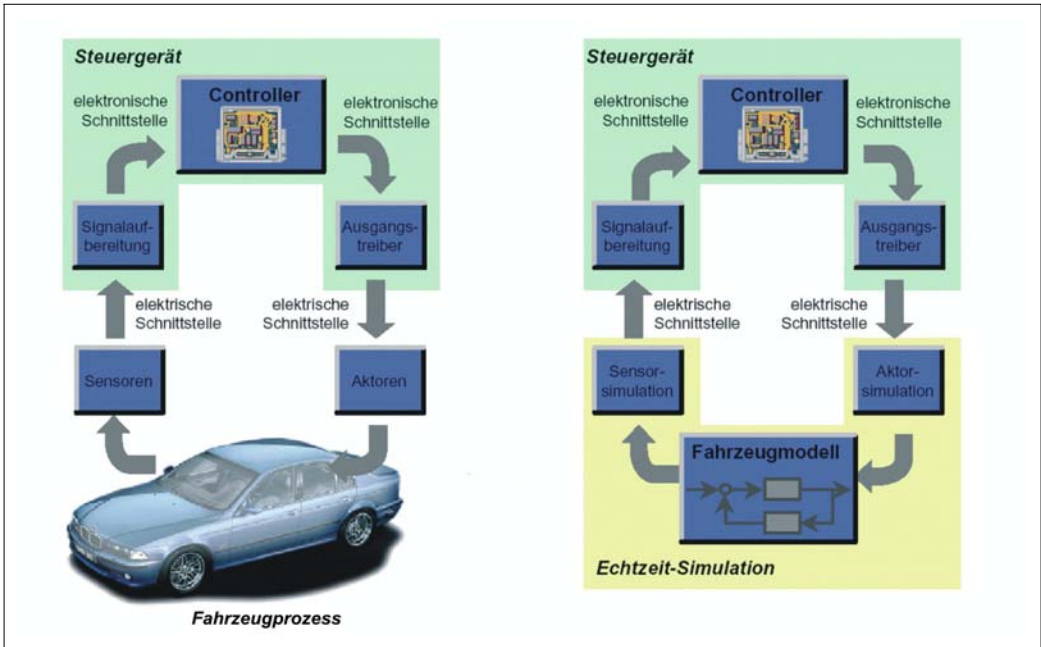 Steuergerät
elektronische
Schnittstelle
Controller
elektronische
Schnittstelle
Signalauf-
bereitung
Ausgangs-
treiber
elektrische
Schnittstelle
elektrische
Schnittstelle
Sensoren
Aktoren
Fahrzeugprozess
Steuergerät
elektronische
Schnittstelle
Controller
elektronische
Schnittstelle
Signalauf-
bereitung
Ausgangs-
treiber
elektrische
Schnittstelle
elektrische
Schnittstelle
Sensor-
simulation
Aktor-
simulation
Fahrzeugmodell
Echtzeit-Simulation